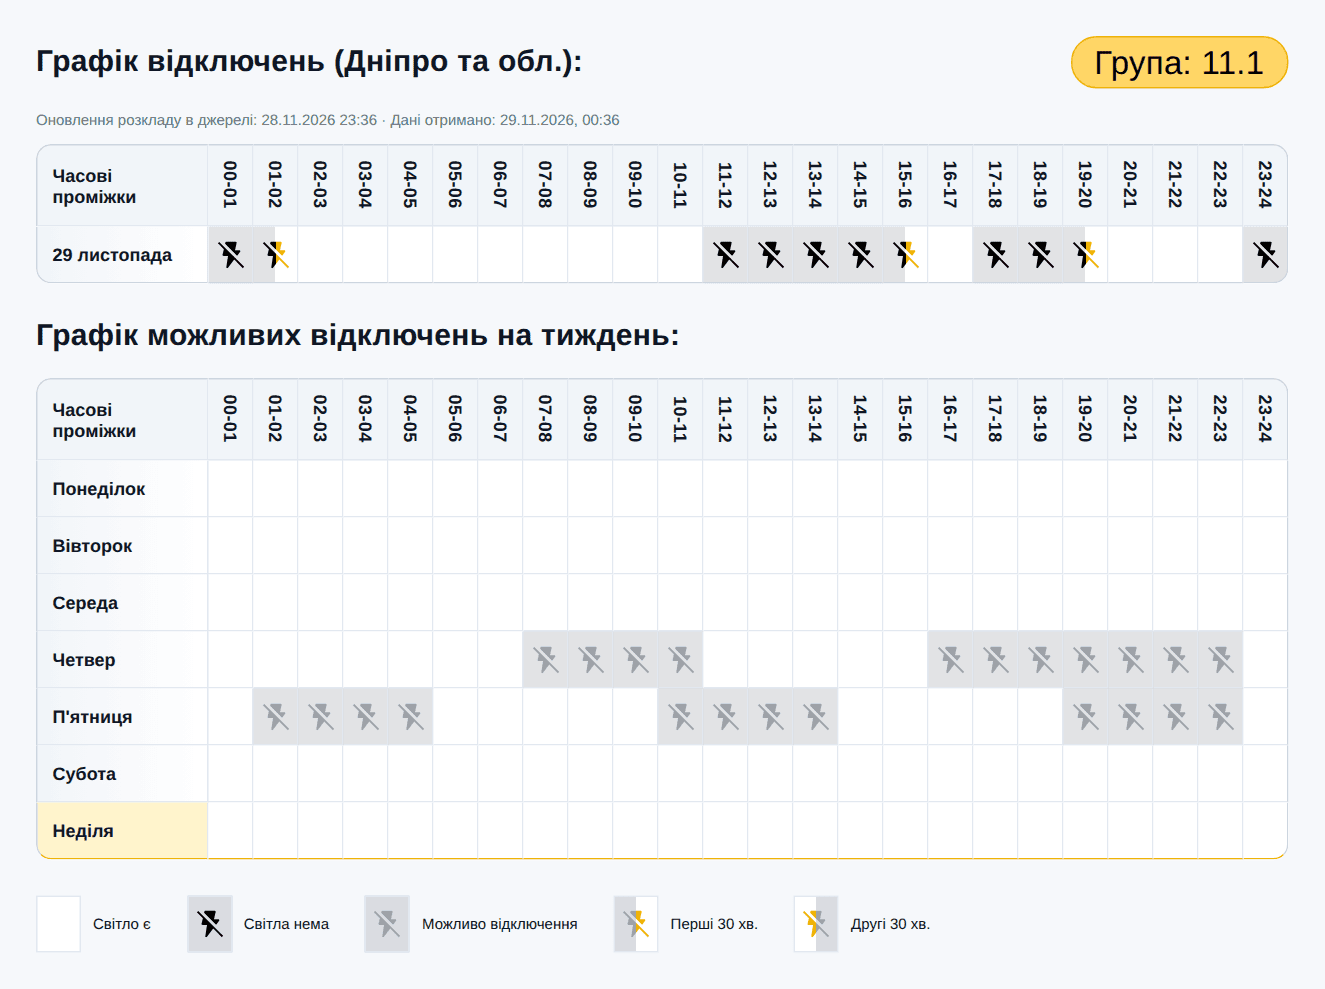 Графік відключень (Дніпро та обл.):
Група: 11.1
Оновлення розкладу в джерелі: 28.11.2026 23:36 · Дані отримано: 29.11.2026, 00:36
Часові проміжки 00-01 01-02 02-03 03-04 04-05 05-06 06-07 07-08 08-09 09-10 10-11 11-12 12-13 13-14 14-15 15-16 16-17 17-18 18-19 19-20 20-21 21-22 22-23 23-24
29 листопада
Графік можливих відключень на тиждень:
Часові проміжки 00-01 01-02 02-03 03-04 04-05 05-06 06-07 07-08 08-09 09-10 10-11 11-12 12-13 13-14 14-15 15-16 16-17 17-18 18-19 19-20 20-21 21-22 22-23 23-24
Понеділок
Вівторок
Середа
Четвер
П'ятниця
Субота
Неділя
Світло є Світла нема Можливо відключення Перші 30 хв. Другі 30 хв.